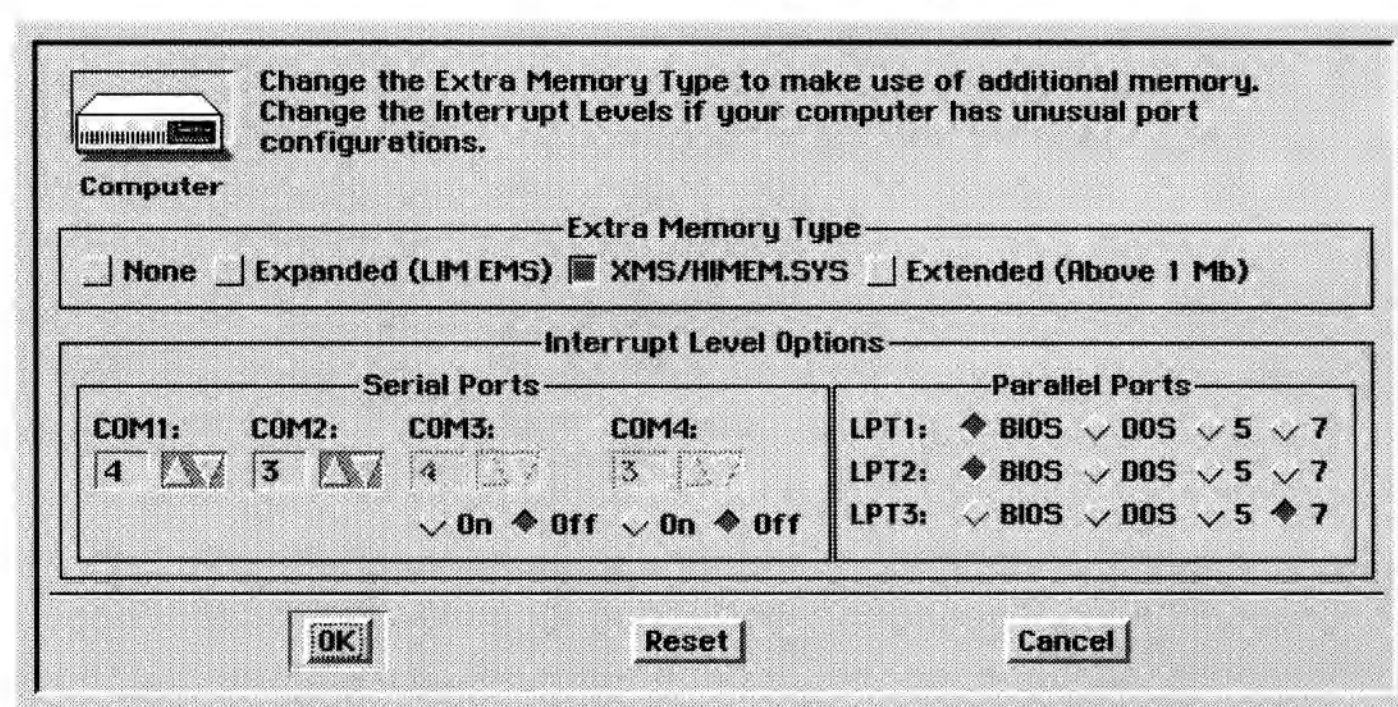 Change the Extra Memory Type to make use of additional memory.
Change the Interrupt Levels if your computer has unusual port
configurations.
Computer
Extra Memory Type
None Expanded (LIM EMS) XMS/HIMEM.SYS Extended (Above 1 Mb)
Interrupt Level Options
Serial Ports
COM1: COM2: COM3: COM4:
4 3 4 3
On Off On Off
Parallel Ports
LPT1: BIOS DOS 5 7
LPT2: BIOS DOS 5 7
LPT3: BIOS DOS 5 7
OK Reset Cancel